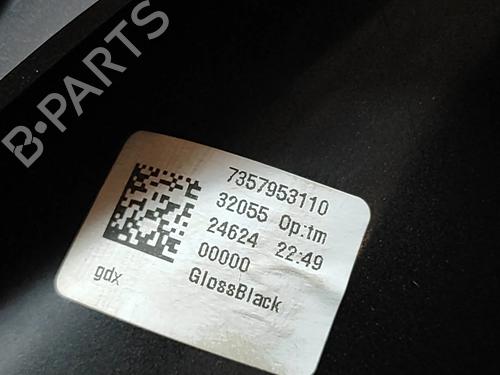 B·PARTS
7357953110
32055 Op:tm
24624 22:49
00000
GlossBlack
gdx